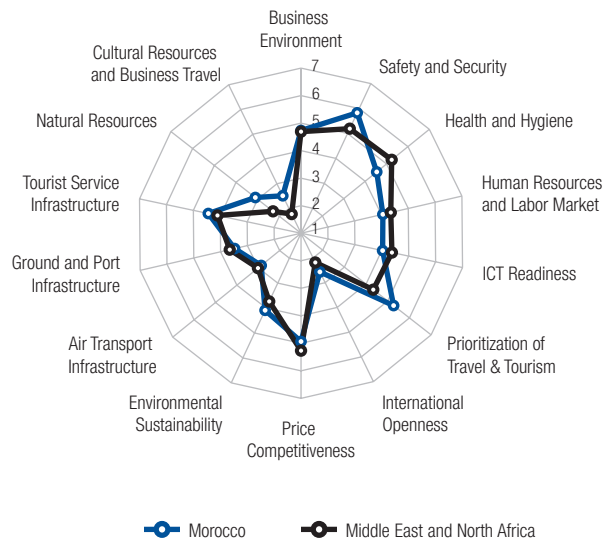 Business
Environment
Safety and Security
Health and Hygiene
Human Resources
and Labor Market
ICT Readiness
Prioritization of
Travel & Tourism
International
Openness
Price
Competitiveness
Environmental
Sustainability
Air Transport
Infrastructure
Ground and Port
Infrastructure
Tourist Service
Infrastructure
Natural Resources
Cultural Resources
and Business Travel
7
6
5
4
3
2
1
Morocco
Middle East and North Africa